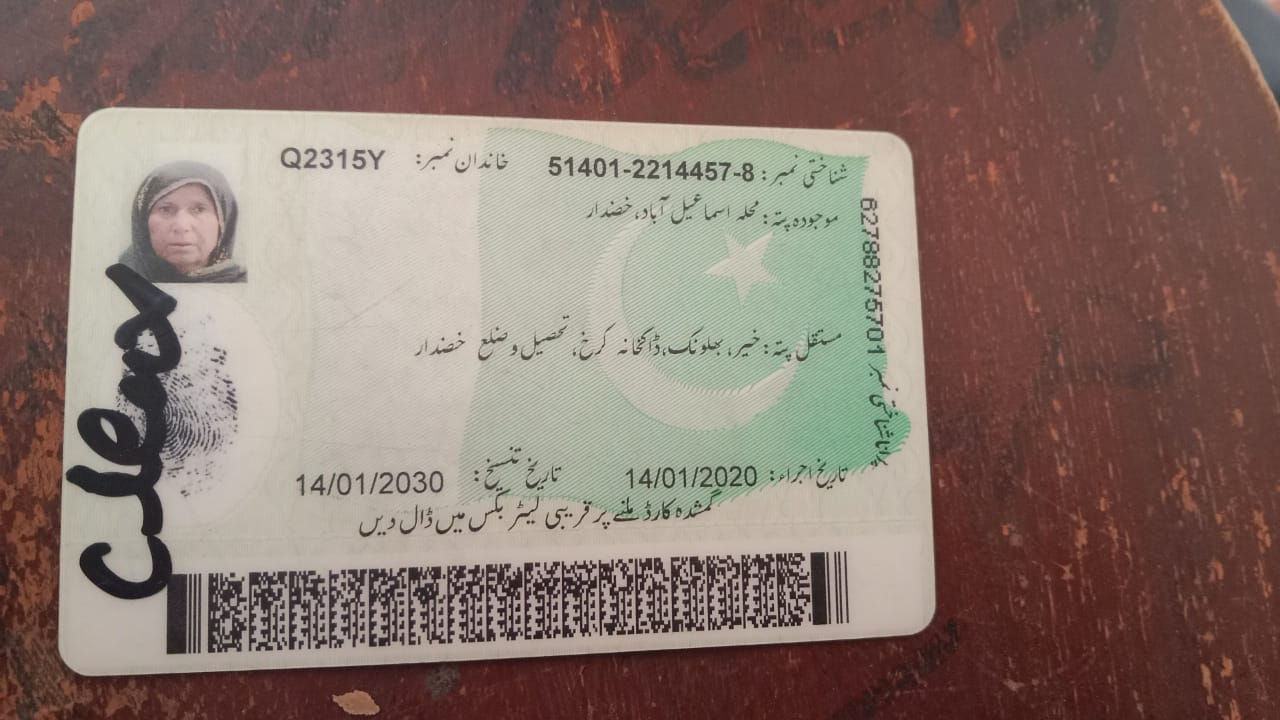 شناختی نمبر: 51401-2214457-8 خاندان نمبر: Q2315Y
موجودہ پتہ: محلہ اسماعیل آباد، خضدار
مستقل پتہ: خیر، بھلونک، ڈاکخانہ کرخ، تحصیل و ضلع خضدار
تاریخ اجراء: 14/01/2020 تاریخ تنسیخ: 14/01/2030
گمشدہ کارڈ ملنے پر قریبی لیٹر بکس میں ڈال دیں
62788275701